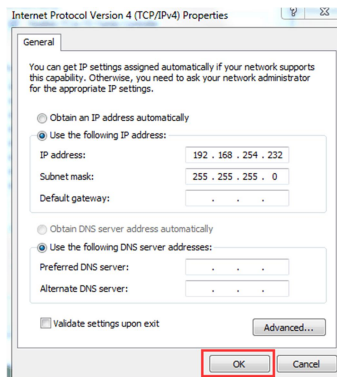 Internet Protocol Version 4 (TCP/IPv4) Properties
General
You can get IP settings assigned automatically if your network supports
this capability. Otherwise, you need to ask your network administrator
for the appropriate IP settings.
Obtain an IP address automatically
Use the following IP address:
IP address: 192 . 168 . 254 . 232
Subnet mask: 255 . 255 . 255 . 0
Default gateway: . . .
Obtain DNS server address automatically
Use the following DNS server addresses:
Preferred DNS server: . . .
Alternate DNS server: . . .
Validate settings upon exit
Advanced...
OK Cancel